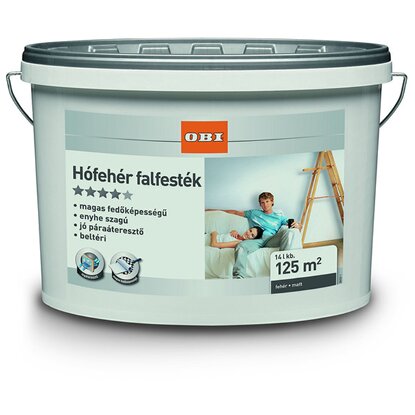 OBI
Hófehér falfesték
• magas fedőképességű
• enyhe szagú
• jó páraáteresztő
• beltéri
14 l kb.
125 m²
fehér • matt